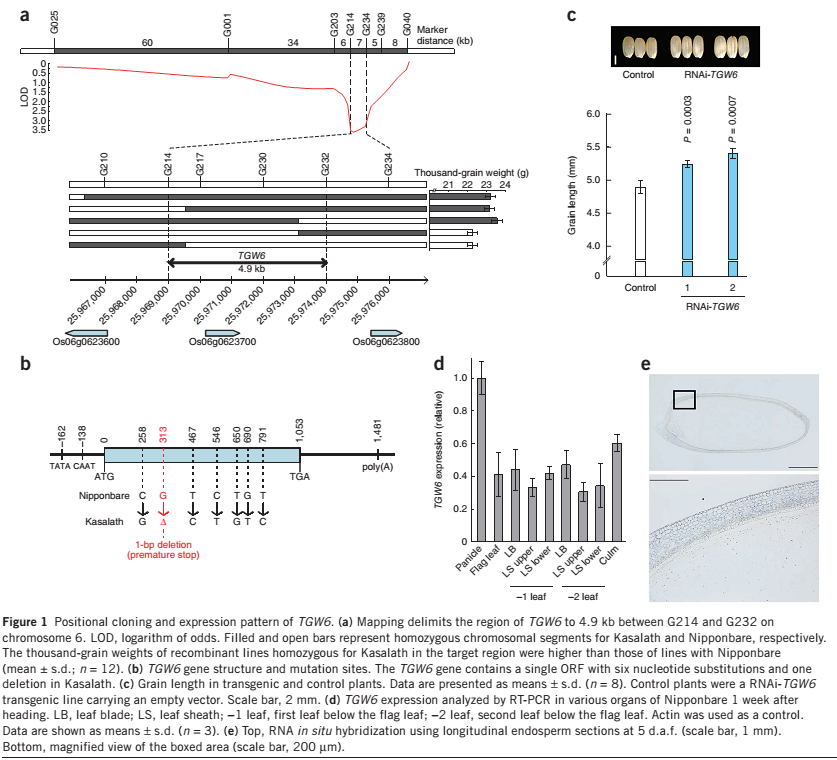 a
G025
G001
G203
G214
G234
G239
G040
Marker
distance (kb)
60
34
6
7
5
8
LOD
0
0.5
1.0
1.5
2.0
2.5
3.0
3.5
G210
G214
G217
G230
G232
G234
Thousand-grain weight (g)
0
21
22
23
24
TGW6
4.9 kb
25,967,000
25,968,000
25,969,000
25,970,000
25,971,000
25,972,000
25,973,000
25,974,000
25,975,000
25,976,000
Os06g0623600
Os06g0623700
Os06g0623800
b
–162
–138
0
258
313
467
546
650
690
791
1,053
1,481
TATA CAAT
ATG
TGA
poly(A)
Nipponbare
C
G
T
C
T
G
T
Kasalath
G
Δ
C
T
G
T
C
1-bp deletion
(premature stop)
c
Control
RNAi-TGW6
Grain length (mm)
6.0
5.5
5.0
4.5
4.0
0
P = 0.0003
P = 0.0007
Control
1
2
RNAi-TGW6
d
TGW6 expression (relative)
1.0
0.8
0.6
0.4
0.2
0
Panicle
Flag leaf
LB
LS upper
LS lower
LB
LS upper
LS lower
Culm
–1 leaf
–2 leaf
e
Figure 1 Positional cloning and expression pattern of TGW6. (a) Mapping delimits the region of TGW6 to 4.9 kb between G214 and G232 on
chromosome 6. LOD, logarithm of odds. Filled and open bars represent homozygous chromosomal segments for Kasalath and Nipponbare, respectively.
The thousand-grain weights of recombinant lines homozygous for Kasalath in the target region were higher than those of lines with Nipponbare
(mean ± s.d.; n = 12). (b) TGW6 gene structure and mutation sites. The TGW6 gene contains a single ORF with six nucleotide substitutions and one
deletion in Kasalath. (c) Grain length in transgenic and control plants. Data are presented as means ± s.d. (n = 8). Control plants were a RNAi-TGW6
transgenic line carrying an empty vector. Scale bar, 2 mm. (d) TGW6 expression analyzed by RT-PCR in various organs of Nipponbare 1 week after
heading. LB, leaf blade; LS, leaf sheath; –1 leaf, first leaf below the flag leaf; –2 leaf, second leaf below the flag leaf. Actin was used as a control.
Data are shown as means ± s.d. (n = 3). (e) Top, RNA in situ hybridization using longitudinal endosperm sections at 5 d.a.f. (scale bar, 1 mm).
Bottom, magnified view of the boxed area (scale bar, 200 μm).